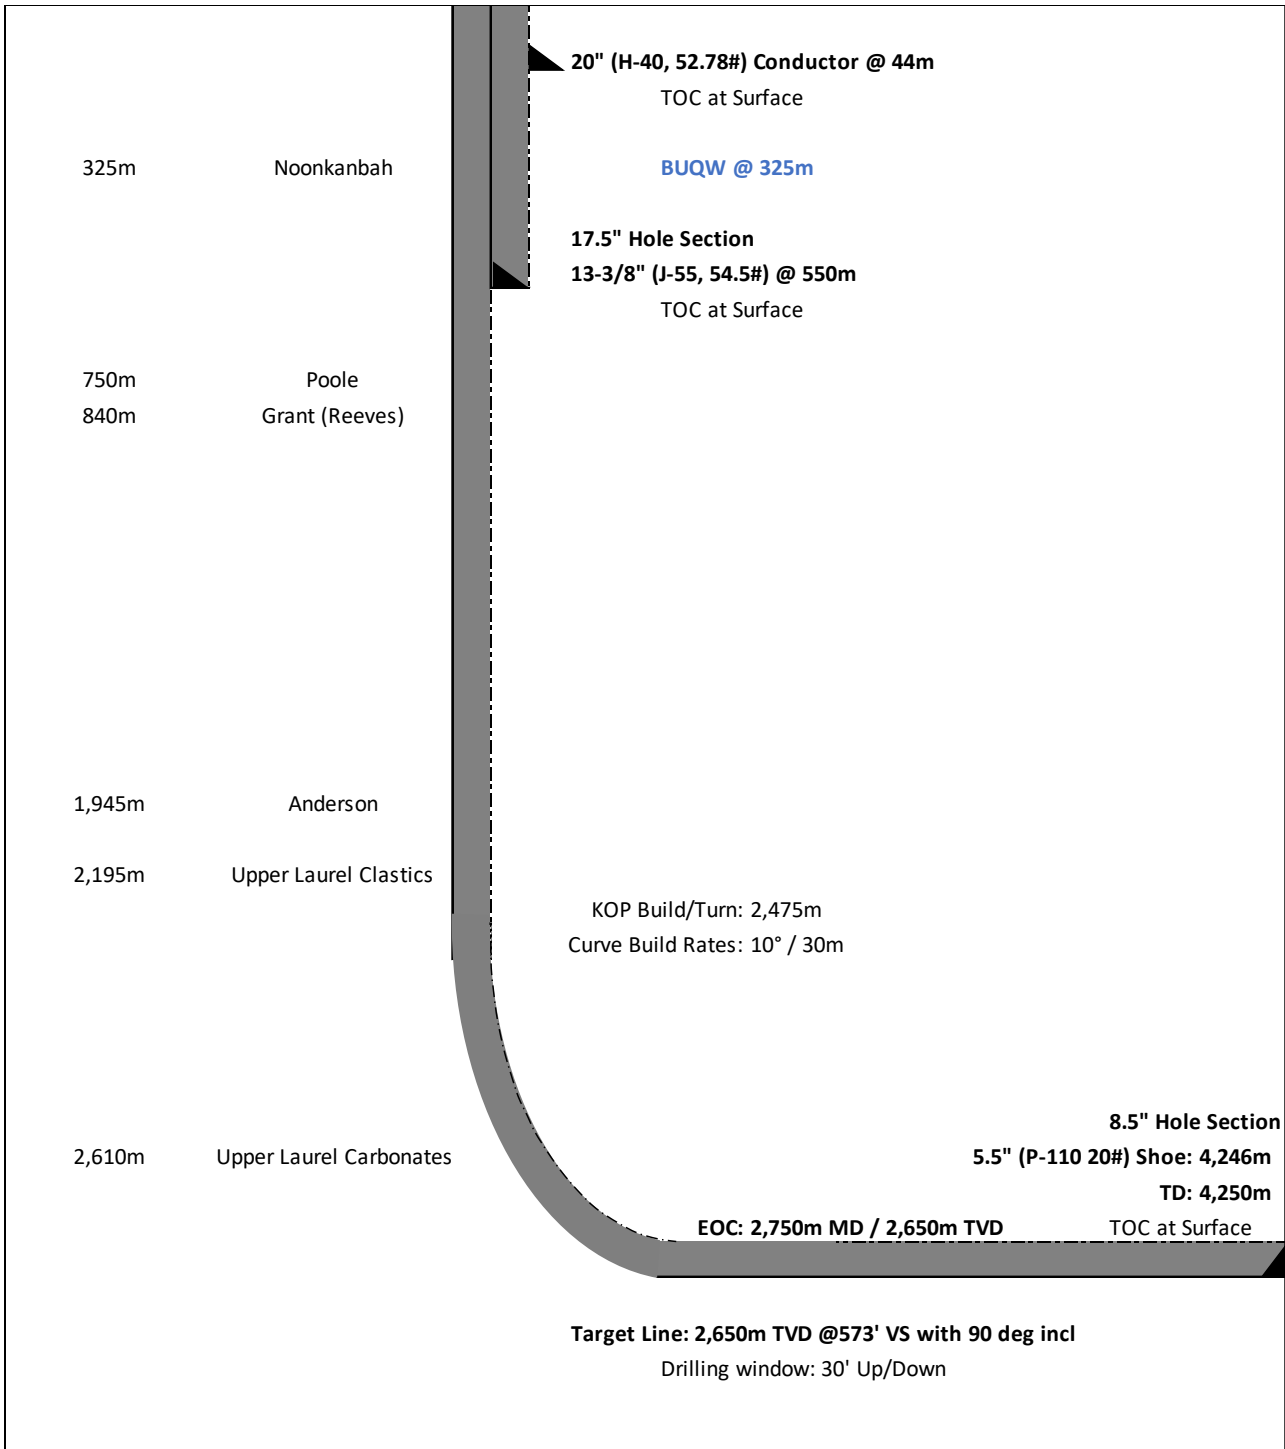 20" (H-40, 52.78#) Conductor @ 44m
TOC at Surface
325m Noonkanbah BUQW @ 325m
17.5" Hole Section
13-3/8" (J-55, 54.5#) @ 550m
TOC at Surface
750m Poole
840m Grant (Reeves)
1,945m Anderson
2,195m Upper Laurel Clastics
KOP Build/Turn: 2,475m
Curve Build Rates: 10° / 30m
8.5" Hole Section
2,610m Upper Laurel Carbonates 5.5" (P-110 20#) Shoe: 4,246m
TD: 4,250m
EOC: 2,750m MD / 2,650m TVD TOC at Surface
Target Line: 2,650m TVD @573' VS with 90 deg incl
Drilling window: 30' Up/Down